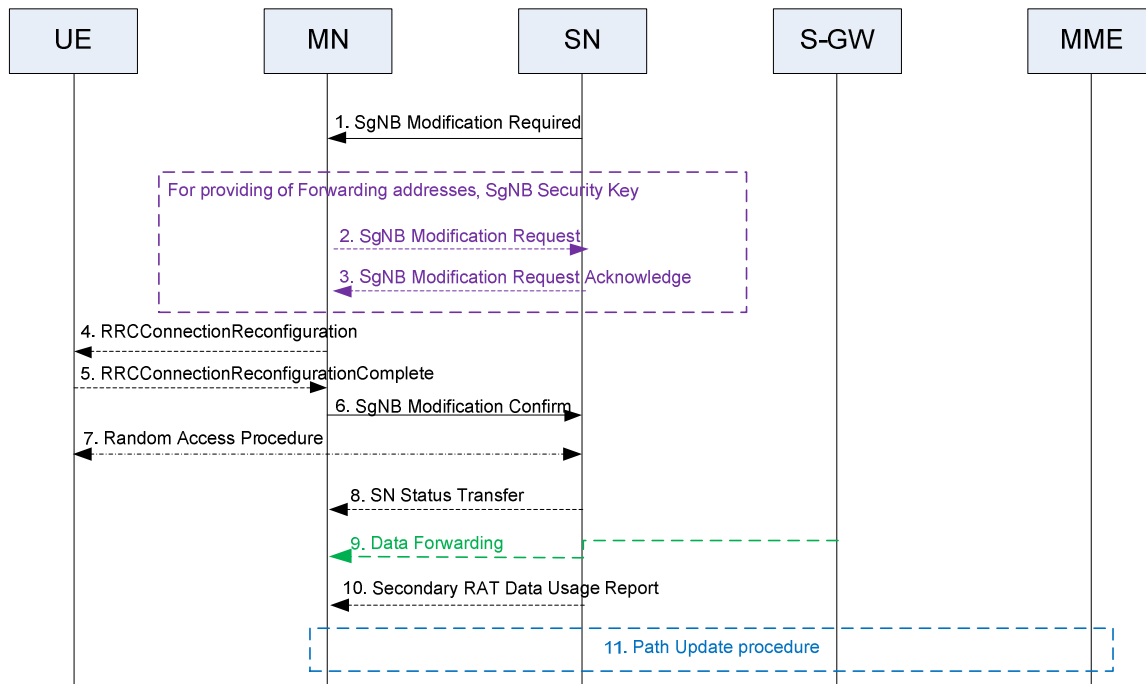 UE
MN
SN
S-GW
MME
1. SgNB Modification Required
For providing of Forwarding addresses, SgNB Security Key
2. SgNB Modification Request
3. SgNB Modification Request Acknowledge
4. RRCConnectionReconfiguration
5. RRCConnectionReconfigurationComplete
6. SgNB Modification Confirm
7. Random Access Procedure
8. SN Status Transfer
9. Data Forwarding
10. Secondary RAT Data Usage Report
11. Path Update procedure